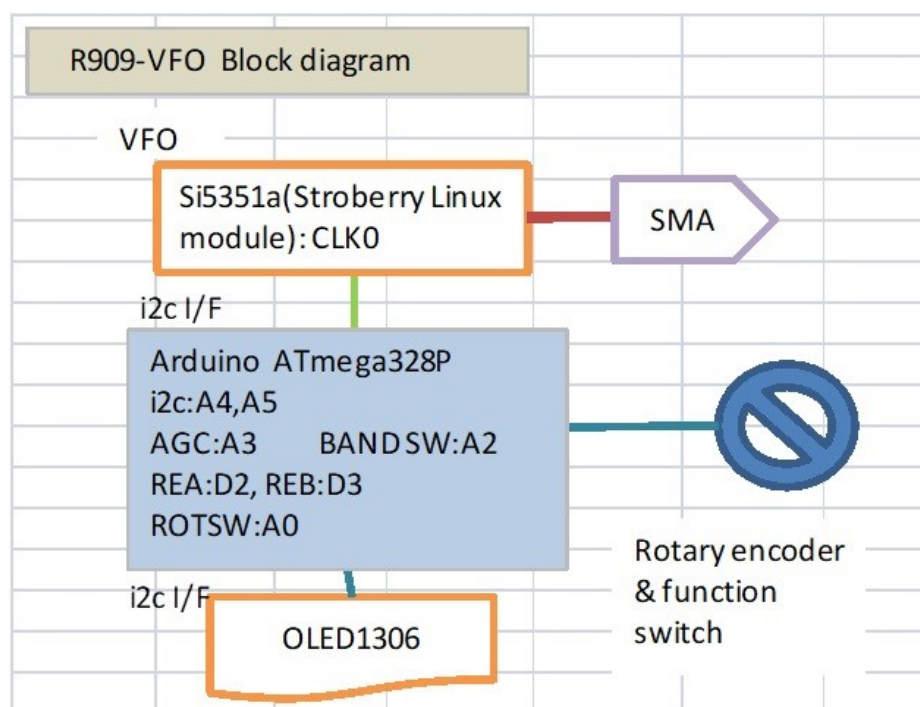 R909-VFO Block diagram
VFO
Si5351a(Stroberry Linux
module): CLK0
SMA
i2c I/F
Arduino ATmega328P
i2c:A4,A5
AGC:A3 BAND SW:A2
REA:D2, REB:D3
ROTSW:A0
Rotary encoder
& function
switch
i2c I/F
OLED1306